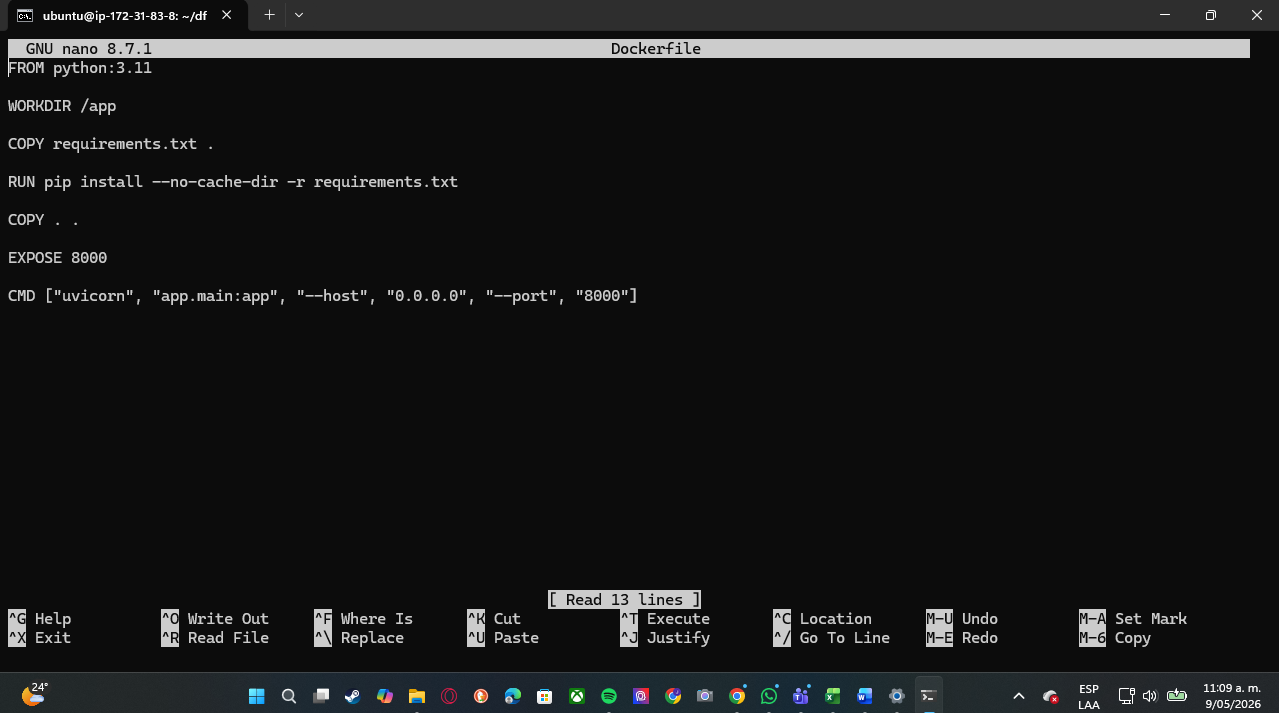 ubuntu@ip-172-31-83-8: ~/df
GNU nano 8.7.1 Dockerfile
FROM python:3.11
WORKDIR /app
COPY requirements.txt .
RUN pip install --no-cache-dir -r requirements.txt
COPY . .
EXPOSE 8000
CMD ["uvicorn", "app.main:app", "--host", "0.0.0.0", "--port", "8000"]
[ Read 13 lines ]
^G Help ^O Write Out ^F Where Is ^K Cut ^T Execute ^C Location M-U Undo M-A Set Mark
^X Exit ^R Read File ^\ Replace ^U Paste ^J Justify ^/ Go To Line M-E Redo M-6 Copy
24°
ESP
LAA
11:09 a. m.
9/05/2026